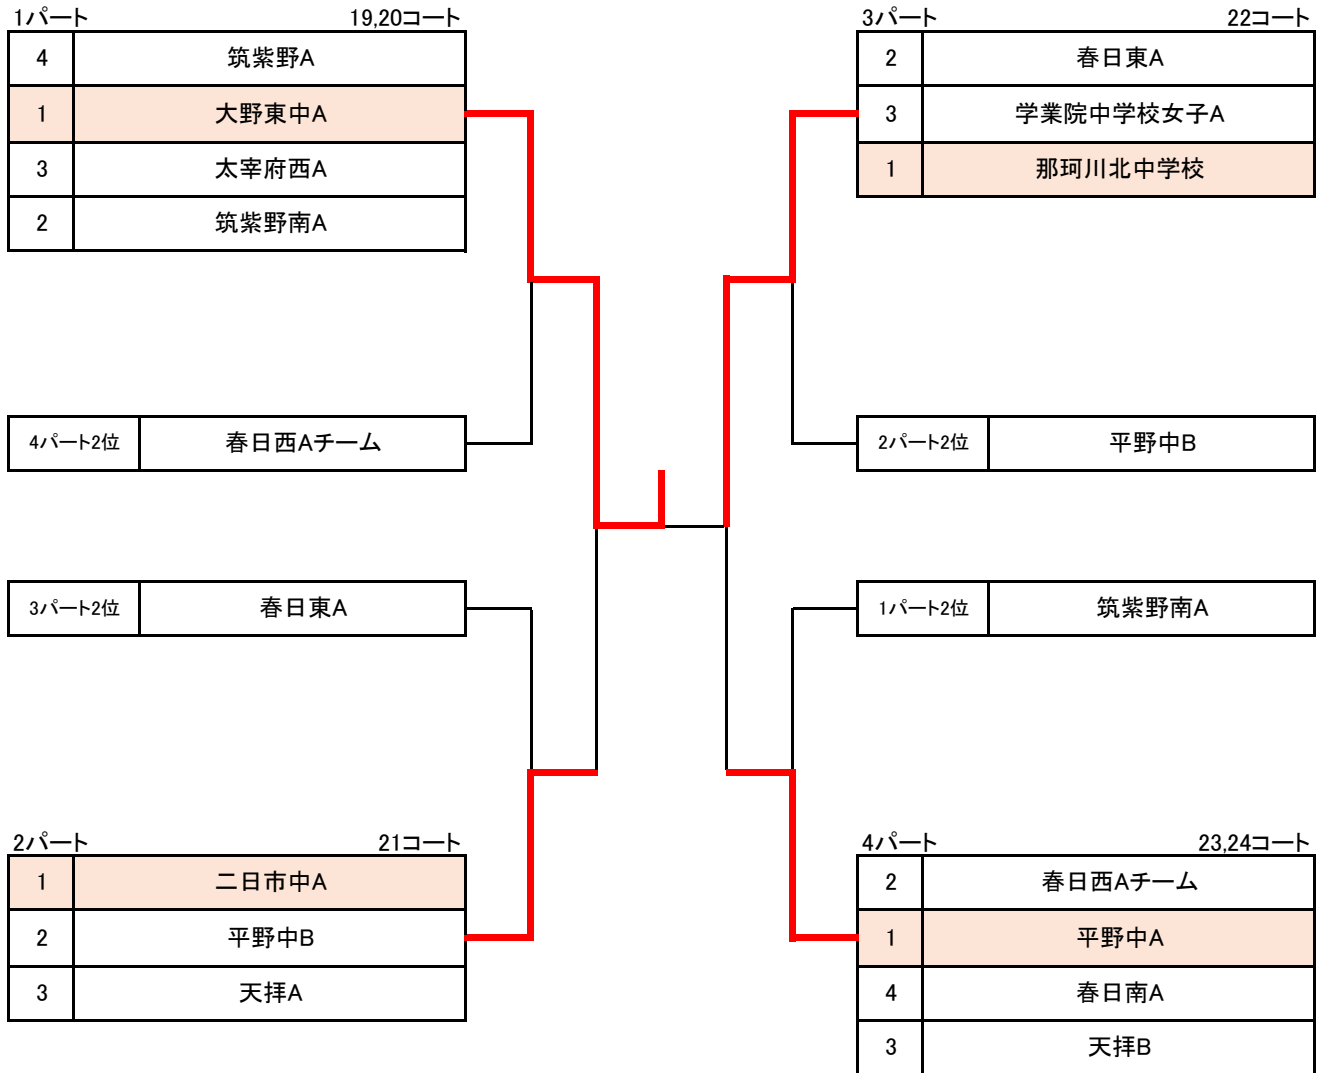 1パート 19,20コート
4 筑紫野A
1 大野東中A
3 太宰府西A
2 筑紫野南A
4パート2位 春日西Aチーム
3パート2位 春日東A
2パート 21コート
1 二日市中A
2 平野中B
3 天拝A
3パート 22コート
2 春日東A
3 学業院中学校女子A
1 那珂川北中学校
2パート2位 平野中B
1パート2位 筑紫野南A
4パート 23,24コート
2 春日西Aチーム
1 平野中A
4 春日南A
3 天拝B